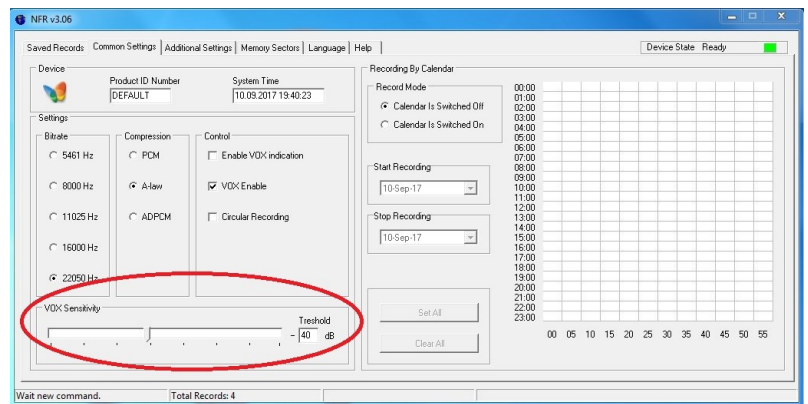 NFR v3.06
Saved Records Common Settings Additional Settings Memory Sectors Language Help
Device State Ready
Device
Product ID Number System Time
DEFAULT 10.09.2017 19:40:23
Settings
Bitrate
5461 Hz
8000 Hz
11025 Hz
16000 Hz
22050 Hz
Compression
PCM
A-law
ADPCM
Control
Enable VOX indication
VOX Enable
Circular Recording
VOX Sensitivity
Treshold
- 40 dB
Recording By Calendar
Record Mode
Calendar Is Switched Off
Calendar Is Switched On
Start Recording
10-Sep-17
Stop Recording
10-Sep-17
Set All
Clear All
00:00
01:00
02:00
03:00
04:00
05:00
06:00
07:00
08:00
09:00
10:00
11:00
12:00
13:00
14:00
15:00
16:00
17:00
18:00
19:00
20:00
21:00
22:00
23:00
00 05 10 15 20 25 30 35 40 45 50 55
Wait new command. Total Records: 4